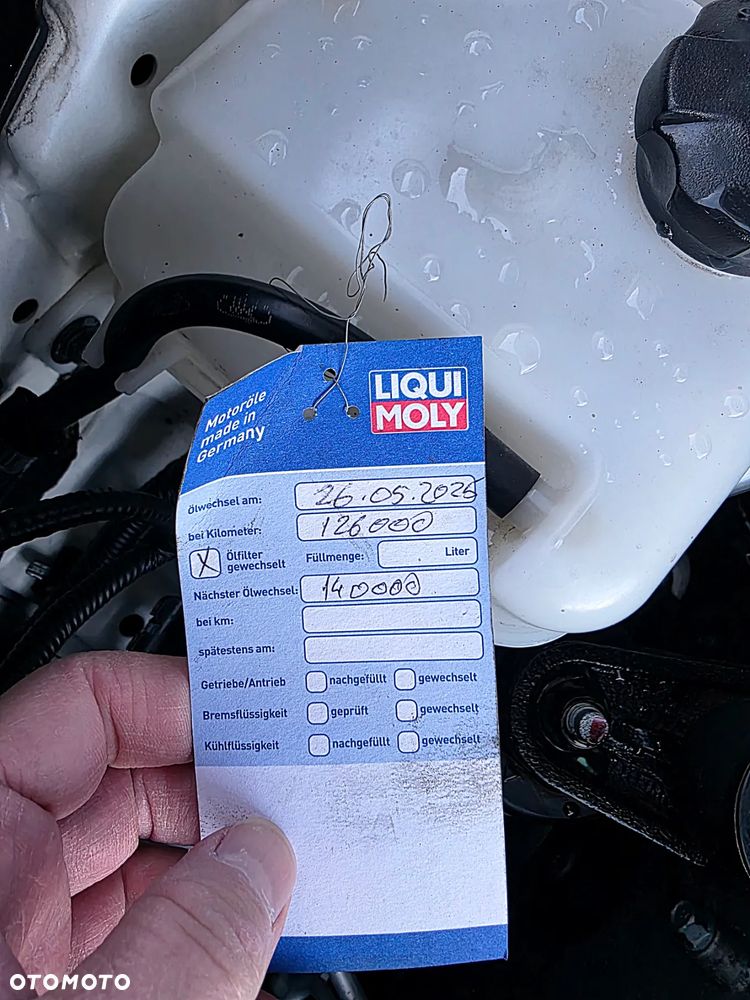 Motoröle
made in
Germany
LIQUI
MOLY
Ölwechsel am: 26.05.2025
bei Kilometer: 126000
X Ölfilter gewechselt Füllmenge: Liter
Nächster Ölwechsel: 140000
bei km:
spätestens am:
Getriebe/Antrieb nachgefüllt gewechselt
Bremsflüssigkeit geprüft gewechselt
Kühlflüssigkeit nachgefüllt gewechselt
OTOMOTO